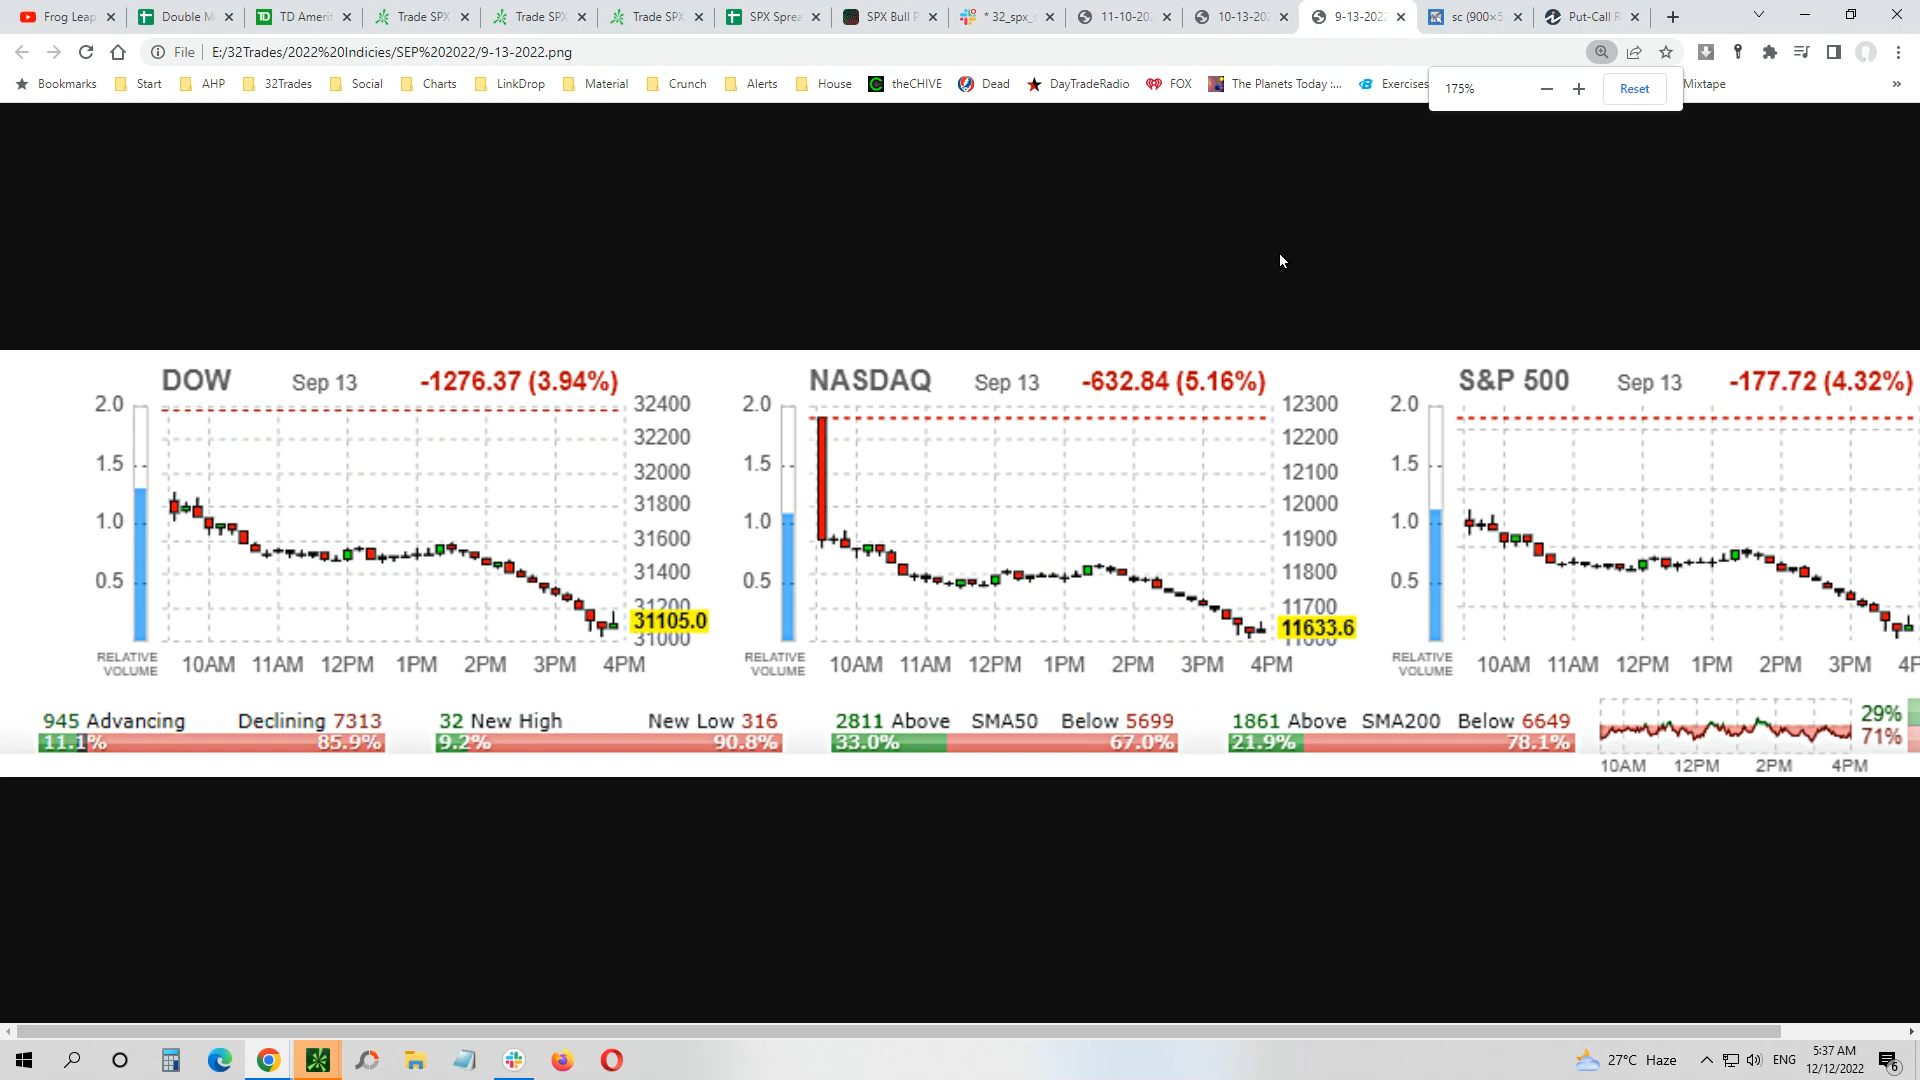 Frog Leap
Double M
TD Amerit
Trade SPX
Trade SPX
Trade SPX
SPX Sprea
SPX Bull P
* 32_spx_s
11-10-202
10-13-202
9-13-2022
sc (900×5
Put-Call R
File
E:/32Trades/2022%20Indicies/SEP%202022/9-13-2022.png
Bookmarks Start AHP 32Trades Social Charts LinkDrop Material Crunch Alerts House theCHIVE Dead DayTradeRadio FOX The Planets Today :... Exercises Mixtape »
175% Reset
DOW Sep 13 -1276.37 (3.94%)
2.0
1.5
1.0
0.5
32400
32200
32000
31800
31600
31400
31200
31105.0
31000
RELATIVE
VOLUME
10AM 11AM 12PM 1PM 2PM 3PM 4PM
NASDAQ Sep 13 -632.84 (5.16%)
2.0
1.5
1.0
0.5
12300
12200
12100
12000
11900
11800
11700
11633.6
RELATIVE
VOLUME
10AM 11AM 12PM 1PM 2PM 3PM 4PM
S&P 500 Sep 13 -177.72 (4.32%)
2.0
1.5
1.0
0.5
RELATIVE
VOLUME
10AM 11AM 12PM 1PM 2PM 3PM 4P
945 Advancing Declining 7313
11.1% 85.9%
32 New High New Low 316
9.2% 90.8%
2811 Above SMA50 Below 5699
33.0% 67.0%
1861 Above SMA200 Below 6649
21.9% 78.1%
29%
71%
10AM 12PM 2PM 4PM
27°C Haze
ENG
5:37 AM
12/12/2022
6